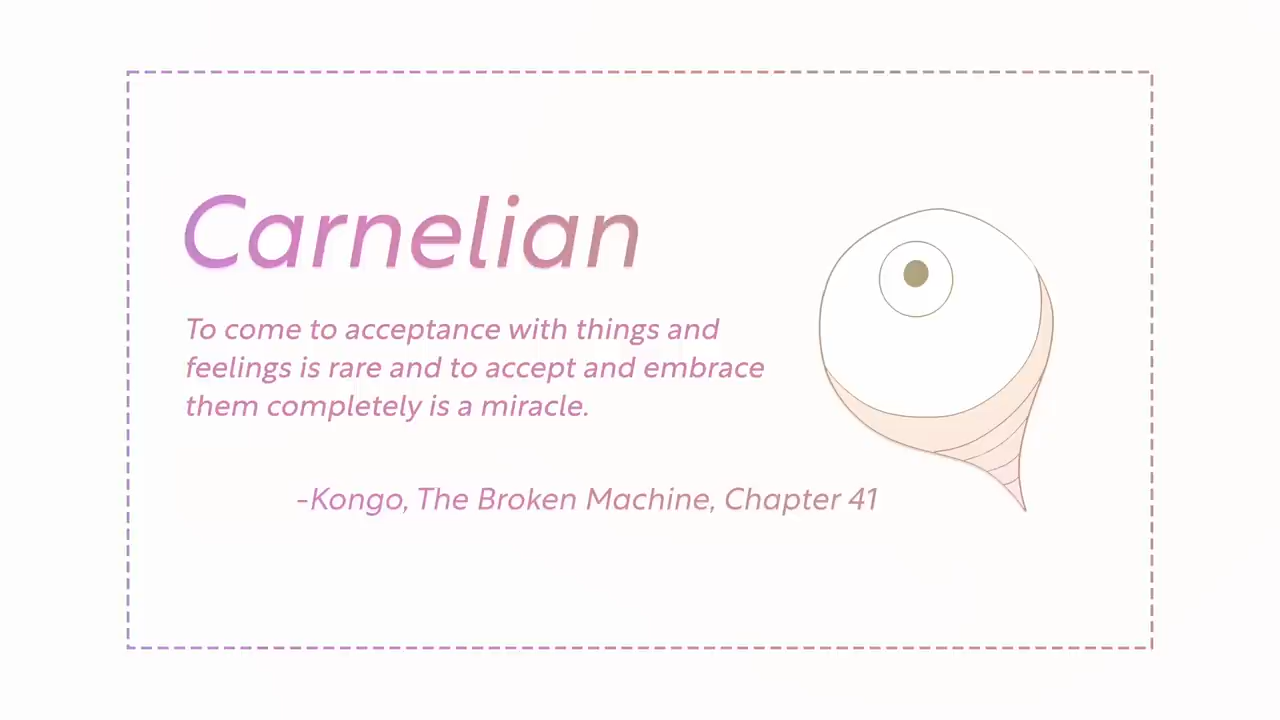 Carnelian
To come to acceptance with things and
feelings is rare and to accept and embrace
them completely is a miracle.
-Kongo, The Broken Machine, Chapter 41